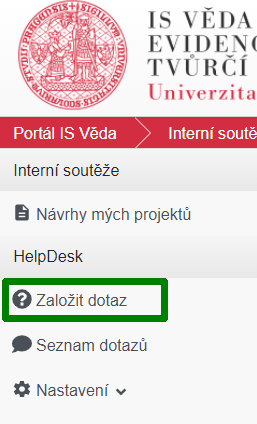 IS VĚDA
EVIDENC
TVŮRČÍ
Univerzita
Portál IS Věda
Interní soutě
Interní soutěže
Návrhy mých projektů
HelpDesk
Založit dotaz
Seznam dotazů
Nastavení